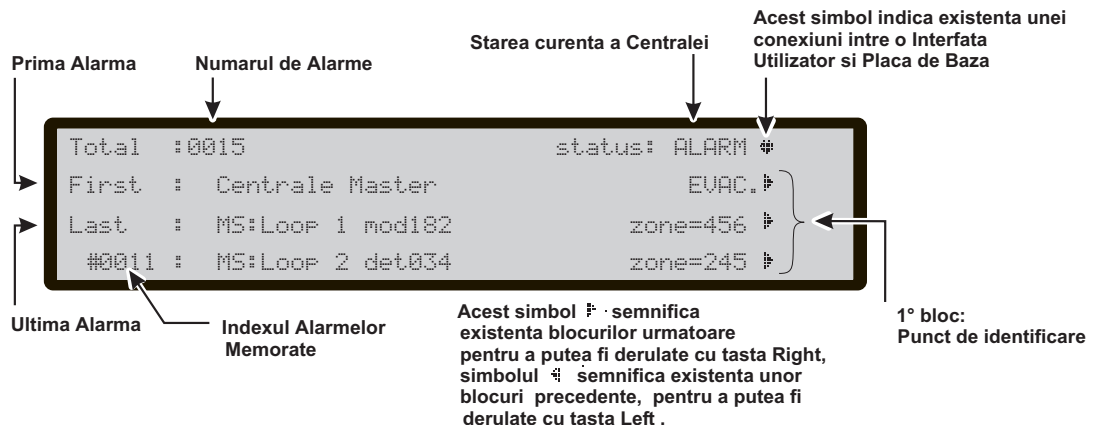 Acest simbol indica existenta unei
conexiuni intre o Interfata
Utilizator si Placa de Baza
Starea curenta a Centralei
Prima Alarma
Numarul de Alarme
Total :0015 status: ALARM
First : Centrale Master EVAC.
Last : MS:Loop 1 mod182 zone=456
#0011 : MS:Loop 2 det034 zone=245
Ultima Alarma
Indexul Alarmelor
Memorate
Acest simbol semnifica
existenta blocurilor urmatoare
pentru a putea fi derulate cu tasta Right,
simbolul semnifica existenta unor
blocuri precedente, pentru a putea fi
derulate cu tasta Left .
1° bloc:
Punct de identificare